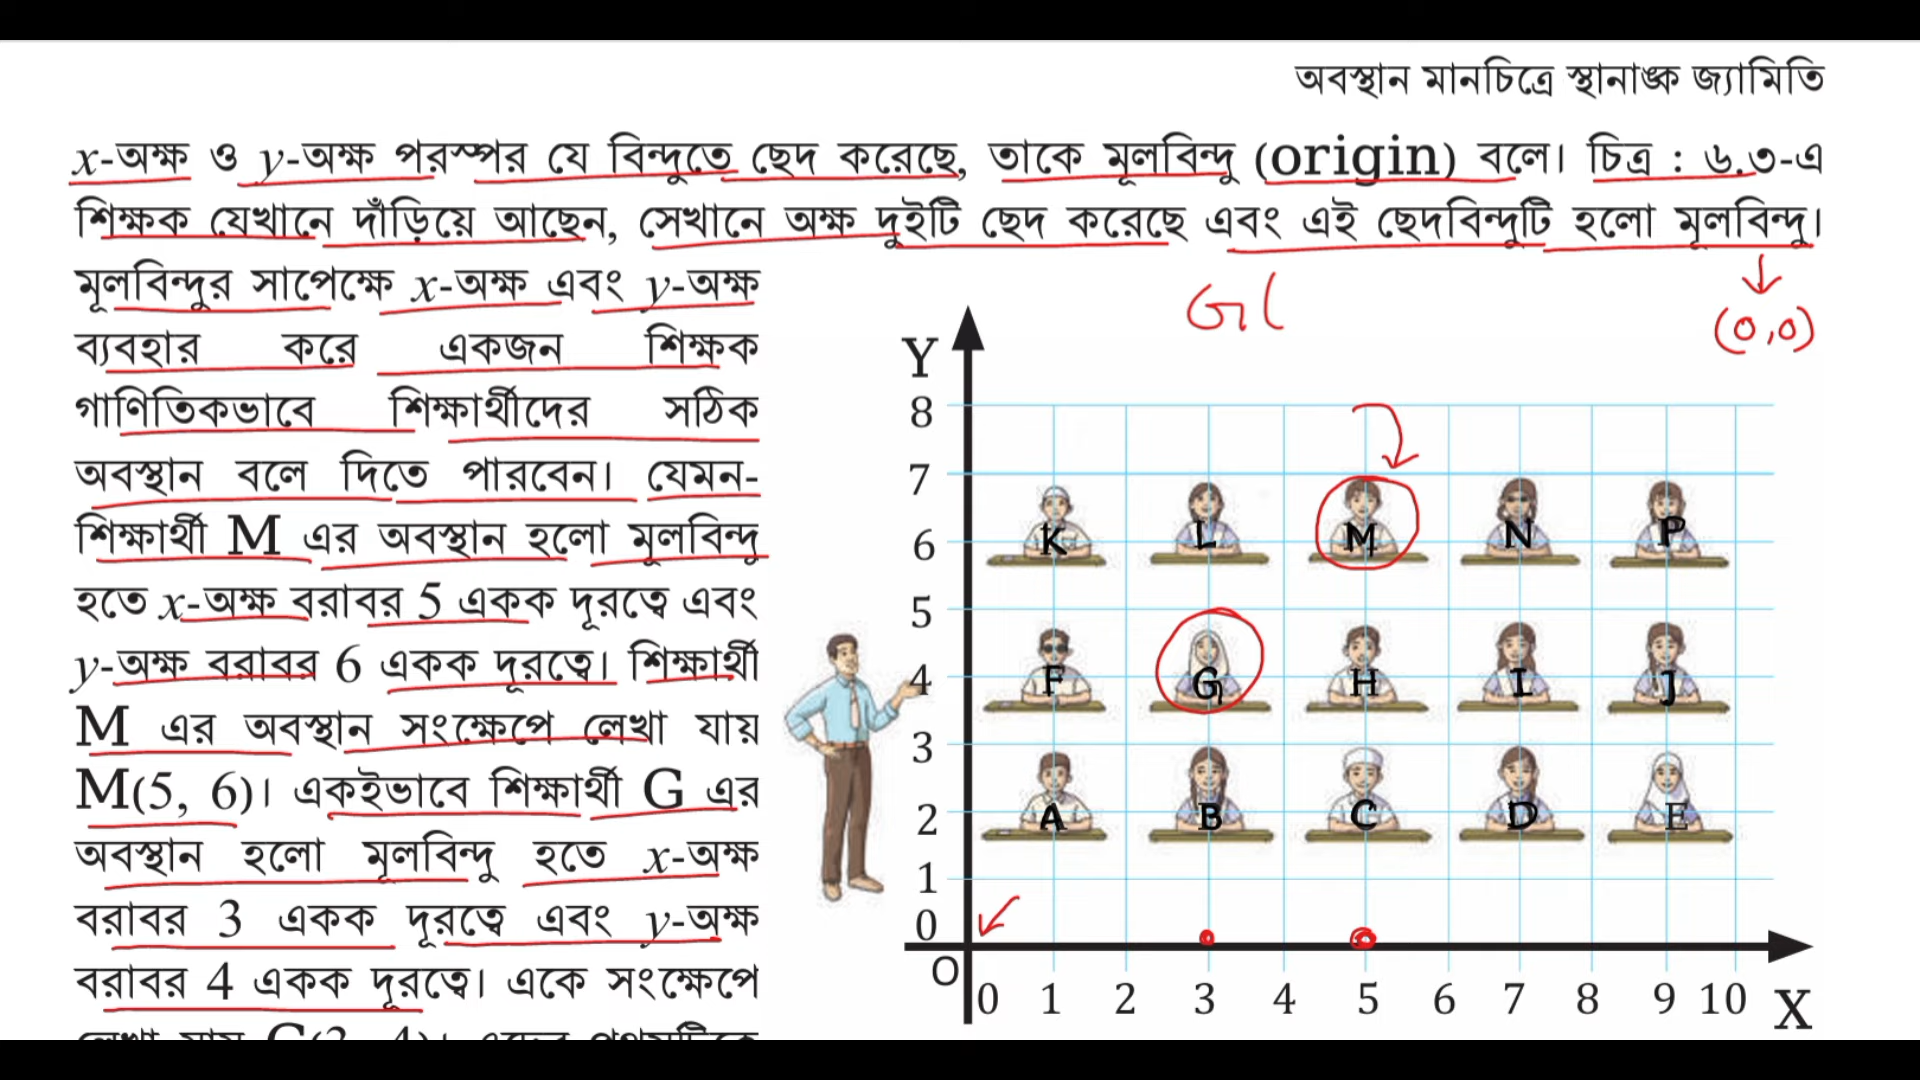 অবস্থান মানচিত্রে স্থানাঙ্ক জ্যামিতি
x-অক্ষ ও y-অক্ষ পরস্পর যে বিন্দুতে ছেদ করেছে, তাকে মূলবিন্দু (origin) বলে। চিত্র : ৬.৩-এ
শিক্ষক যেখানে দাঁড়িয়ে আছেন, সেখানে অক্ষ দুইটি ছেদ করেছে এবং এই ছেদবিন্দুটি হলো মূলবিন্দু।
মূলবিন্দুর সাপেক্ষে x-অক্ষ এবং y-অক্ষ
ব্যবহার করে একজন শিক্ষক
গাণিতিকভাবে শিক্ষার্থীদের সঠিক
অবস্থান বলে দিতে পারবেন। যেমন-
শিক্ষার্থী M এর অবস্থান হলো মূলবিন্দু
হতে x-অক্ষ বরাবর 5 একক দূরত্বে এবং
y-অক্ষ বরাবর 6 একক দূরত্বে। শিক্ষার্থী
M এর অবস্থান সংক্ষেপে লেখা যায়
M(5, 6)। একইভাবে শিক্ষার্থী G এর
অবস্থান হলো মূলবিন্দু হতে x-অক্ষ
বরাবর 3 একক দূরত্বে এবং y-অক্ষ
বরাবর 4 একক দূরত্বে। একে সংক্ষেপে
G(
(0,0)
Y
8
7
6 K L M N P
5
4 F G H I J
3
2 A B C D E
1
0
O
0 1 2 3 4 5 6 7 8 9 10 X